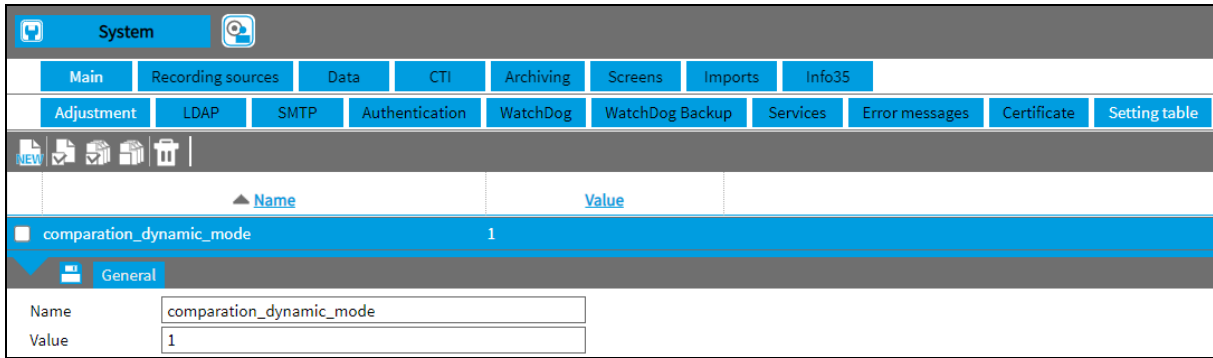 System
Main Recording sources Data CTI Archiving Screens Imports Info35
Adjustment LDAP SMTP Authentication WatchDog WatchDog Backup Services Error messages Certificate Setting table
NEW
Name Value
comparation_dynamic_mode 1
General
Name comparation_dynamic_mode
Value 1